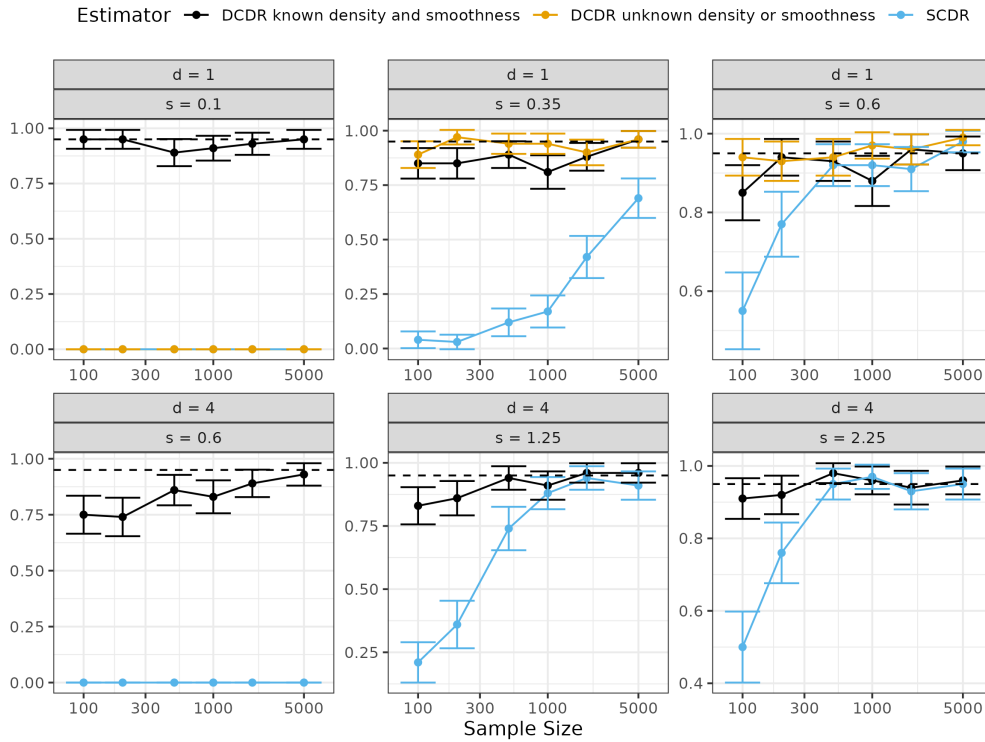 Estimator DCDR known density and smoothness DCDR unknown density or smoothness SCDR
d = 1 d = 1 d = 1
s = 0.1 s = 0.35 s = 0.6
1.00 1.00 1.0
0.75 0.75 0.8
0.50 0.50 0.6
0.25 0.25
0.00 0.00
100 300 1000 5000 100 300 1000 5000 100 300 1000 5000
d = 4 d = 4 d = 4
s = 0.6 s = 1.25 s = 2.25
1.00 1.00 1.0
0.75 0.75 0.8
0.50 0.50 0.6
0.25 0.25 0.4
0.00
100 300 1000 5000 100 300 1000 5000 100 300 1000 5000
Sample Size